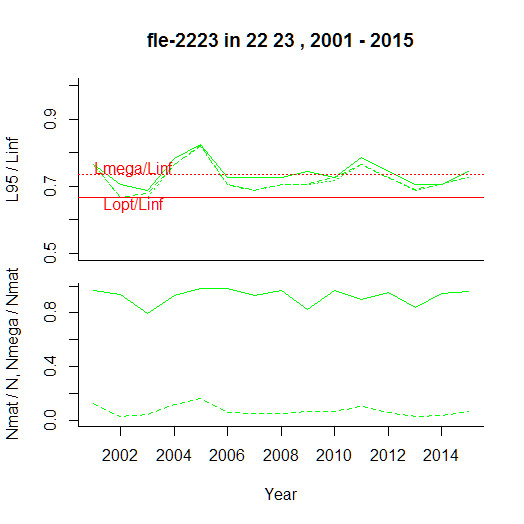 fle-2223 in 22 23 , 2001 - 2015
L95 / Linf
0.9
0.7
0.5
Lmega/Linf
Lopt/Linf
Nmat / N, Nmega / Nmat
0.8
0.4
0.0
2002 2004 2006 2008 2010 2012 2014
Year